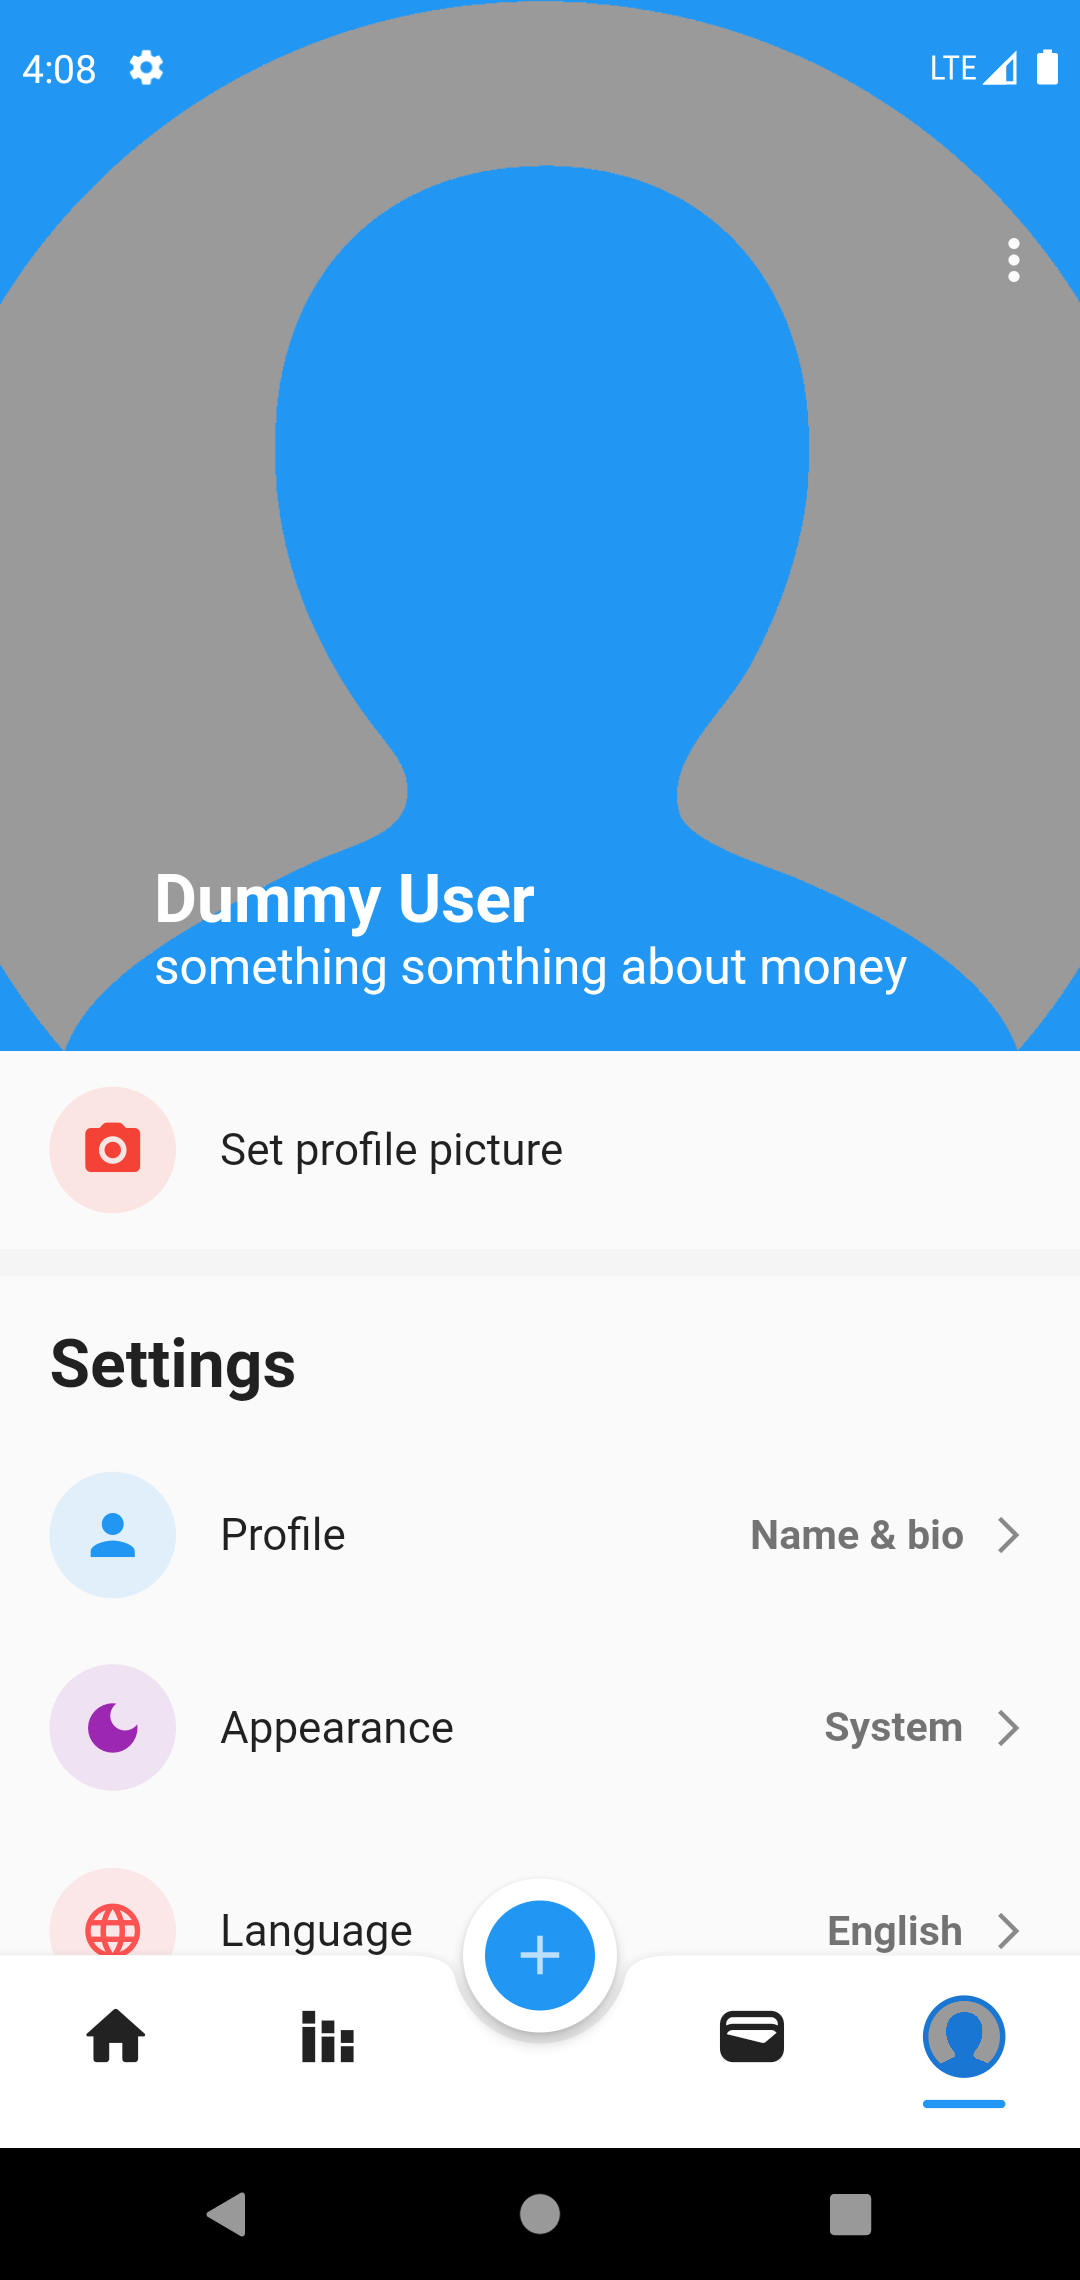 4:08 LTE
Dummy User
something somthing about money
Set profile picture
Settings
Profile Name & bio
Appearance System
Language English